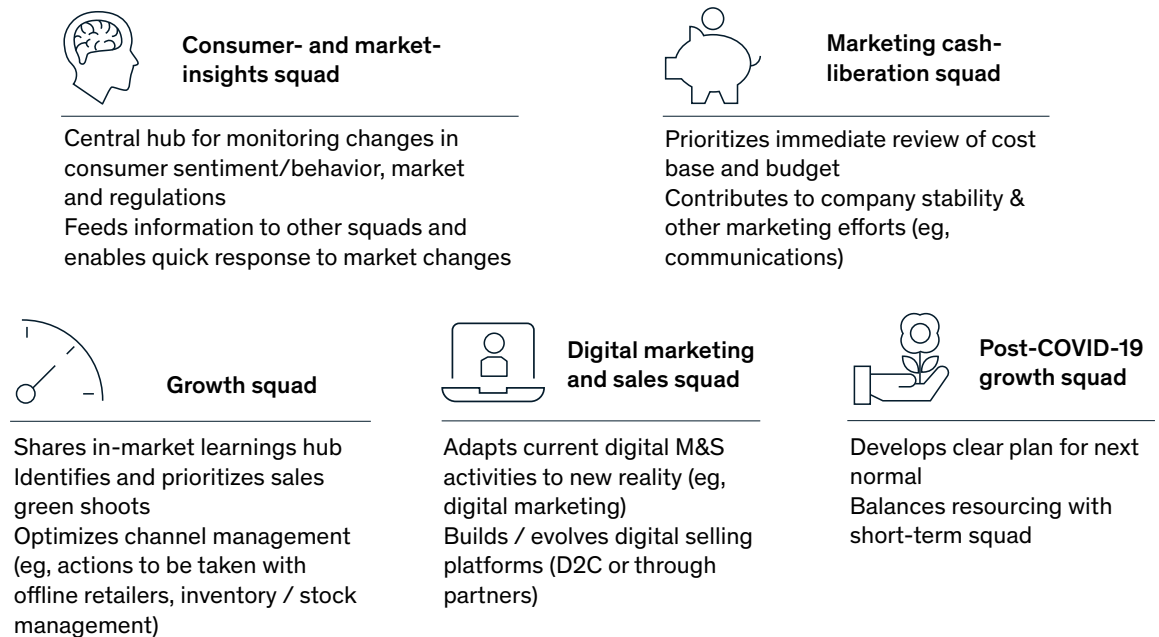 Consumer- and market-
insights squad
Central hub for monitoring changes in
consumer sentiment/behavior, market
and regulations
Feeds information to other squads and
enables quick response to market changes
Marketing cash-
liberation squad
Prioritizes immediate review of cost
base and budget
Contributes to company stability &
other marketing efforts (eg,
communications)
Growth squad
Shares in-market learnings hub
Identifies and prioritizes sales
green shoots
Optimizes channel management
(eg, actions to be taken with
offline retailers, inventory / stock
management)
Digital marketing
and sales squad
Adapts current digital M&S
activities to new reality (eg,
digital marketing)
Builds / evolves digital selling
platforms (D2C or through
partners)
Post-COVID-19
growth squad
Develops clear plan for next
normal
Balances resourcing with
short-term squad